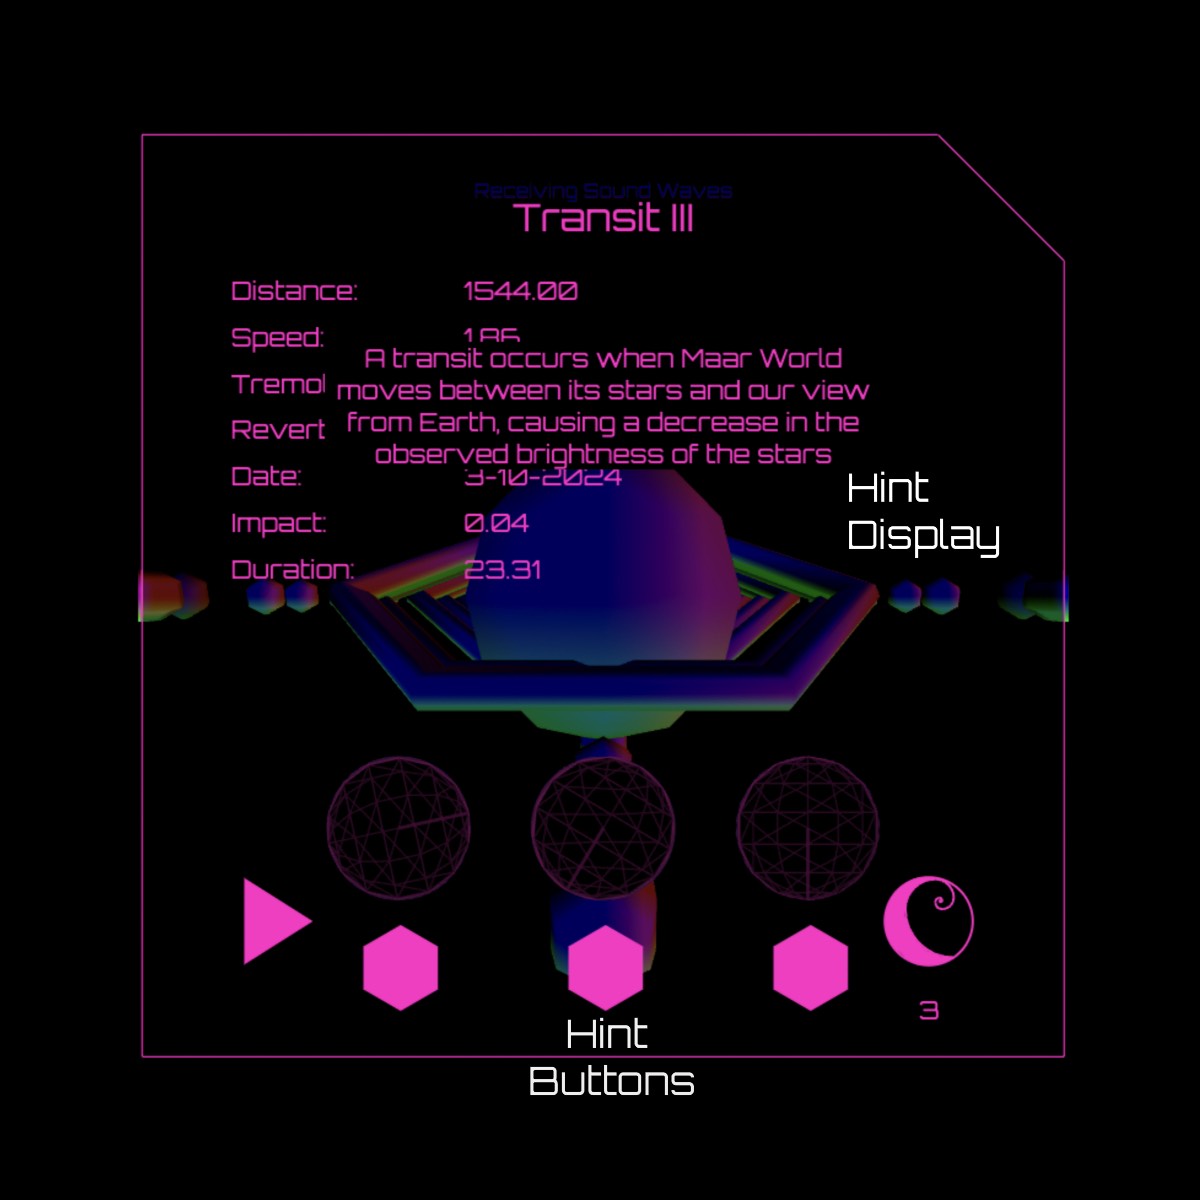 Receiving Sound Waves
Transit III
Distance: 1544.00
Speed: 1.86
A transit occurs when Maar World
Tremol moves between its stars and our view
Revert from Earth, causing a decrease in the
observed brightness of the stars
Date: 3-10-2024
Hint
Display
Impact: 0.04
Duration: 23.31
3
Hint
Buttons